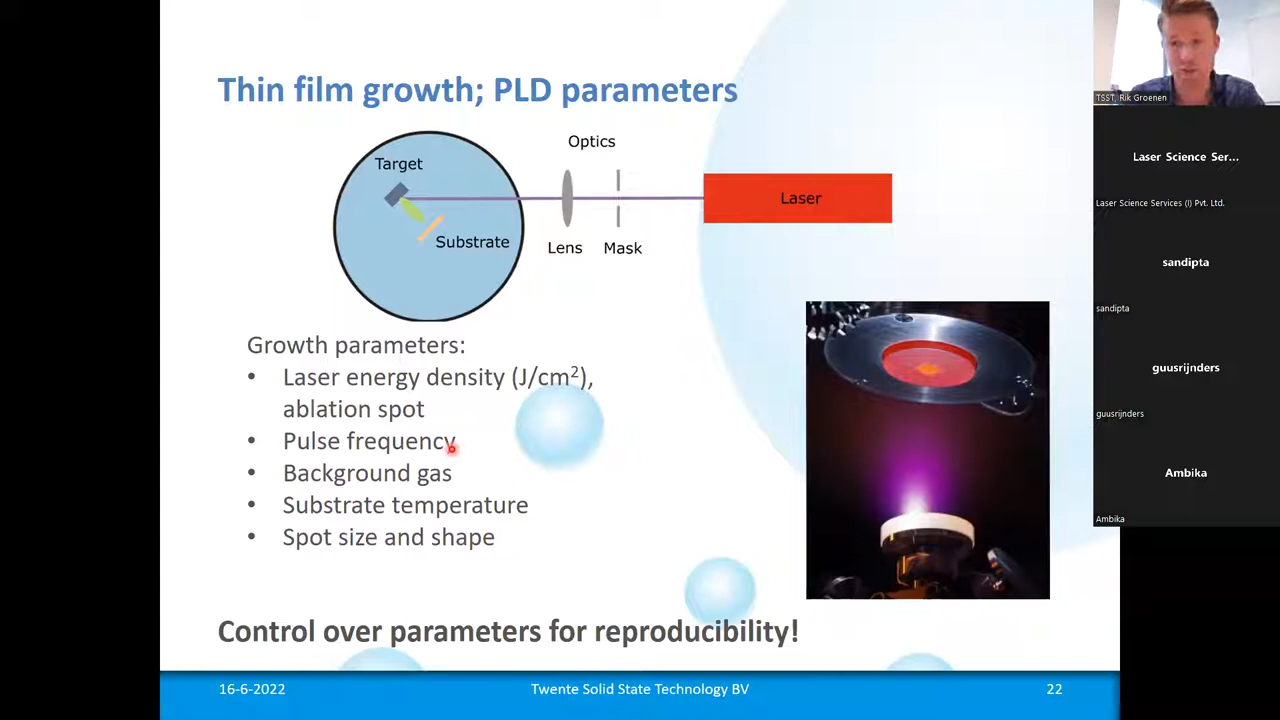 Thin film growth; PLD parameters
Optics
Target
Laser
Substrate
Lens
Mask
Growth parameters:
• Laser energy density (J/cm²),
ablation spot
• Pulse frequency
• Background gas
• Substrate temperature
• Spot size and shape
Control over parameters for reproducibility!
16-6-2022
Twente Solid State Technology BV
22
TSST, Rik Groenen
Laser Science Ser...
Laser Science Services (I) Pvt. Ltd.
sandipta
sandipta
guusrijnders
guusrijnders
Ambika
Ambika